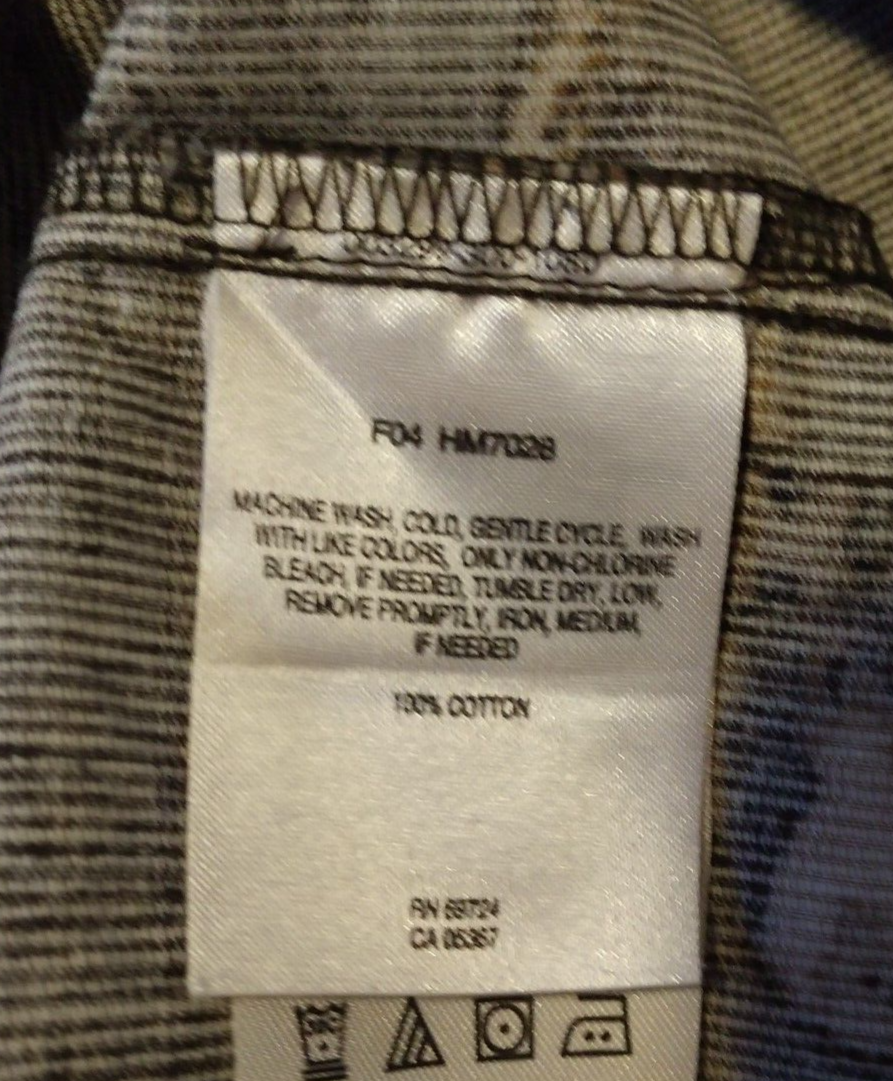 F04 HM7028
MACHINE WASH, COLD, GENTLE CYCLE, WASH
WITH LIKE COLORS, ONLY NON-CHLORINE
BLEACH, IF NEEDED, TUMBLE DRY, LOW,
REMOVE PROMPTLY, IRON, MEDIUM,
IF NEEDED
100% COTTON
RN 69724
CA 05367